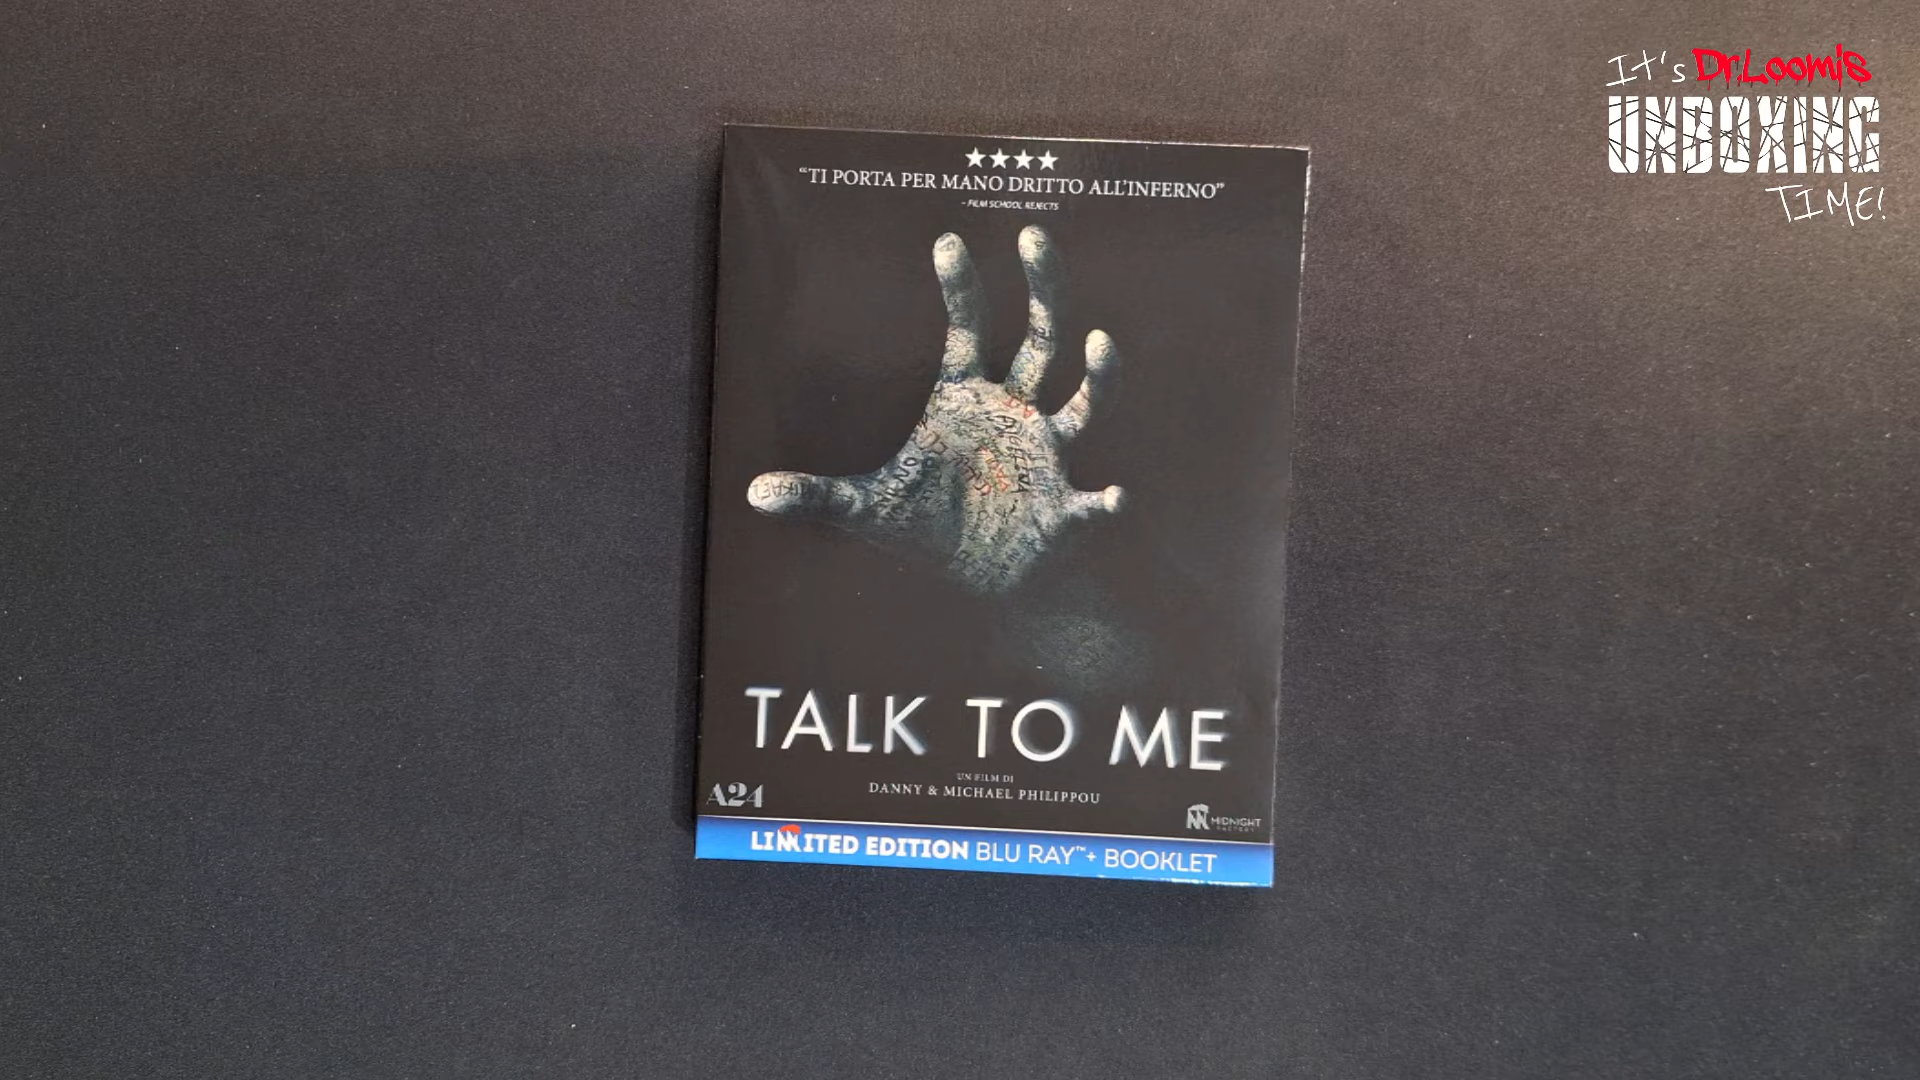 It's Dr.Loomis
UNBOXING
TIME!
★★★★
“TI PORTA PER MANO DRITTO ALL'INFERNO”
- FILM SCHOOL REJECTS
TALK TO ME
UN FILM DI
DANNY & MICHAEL PHILIPPOU
A24
MIDNIGHT
FACTORY
LIMITED EDITION BLU RAY™ + BOOKLET